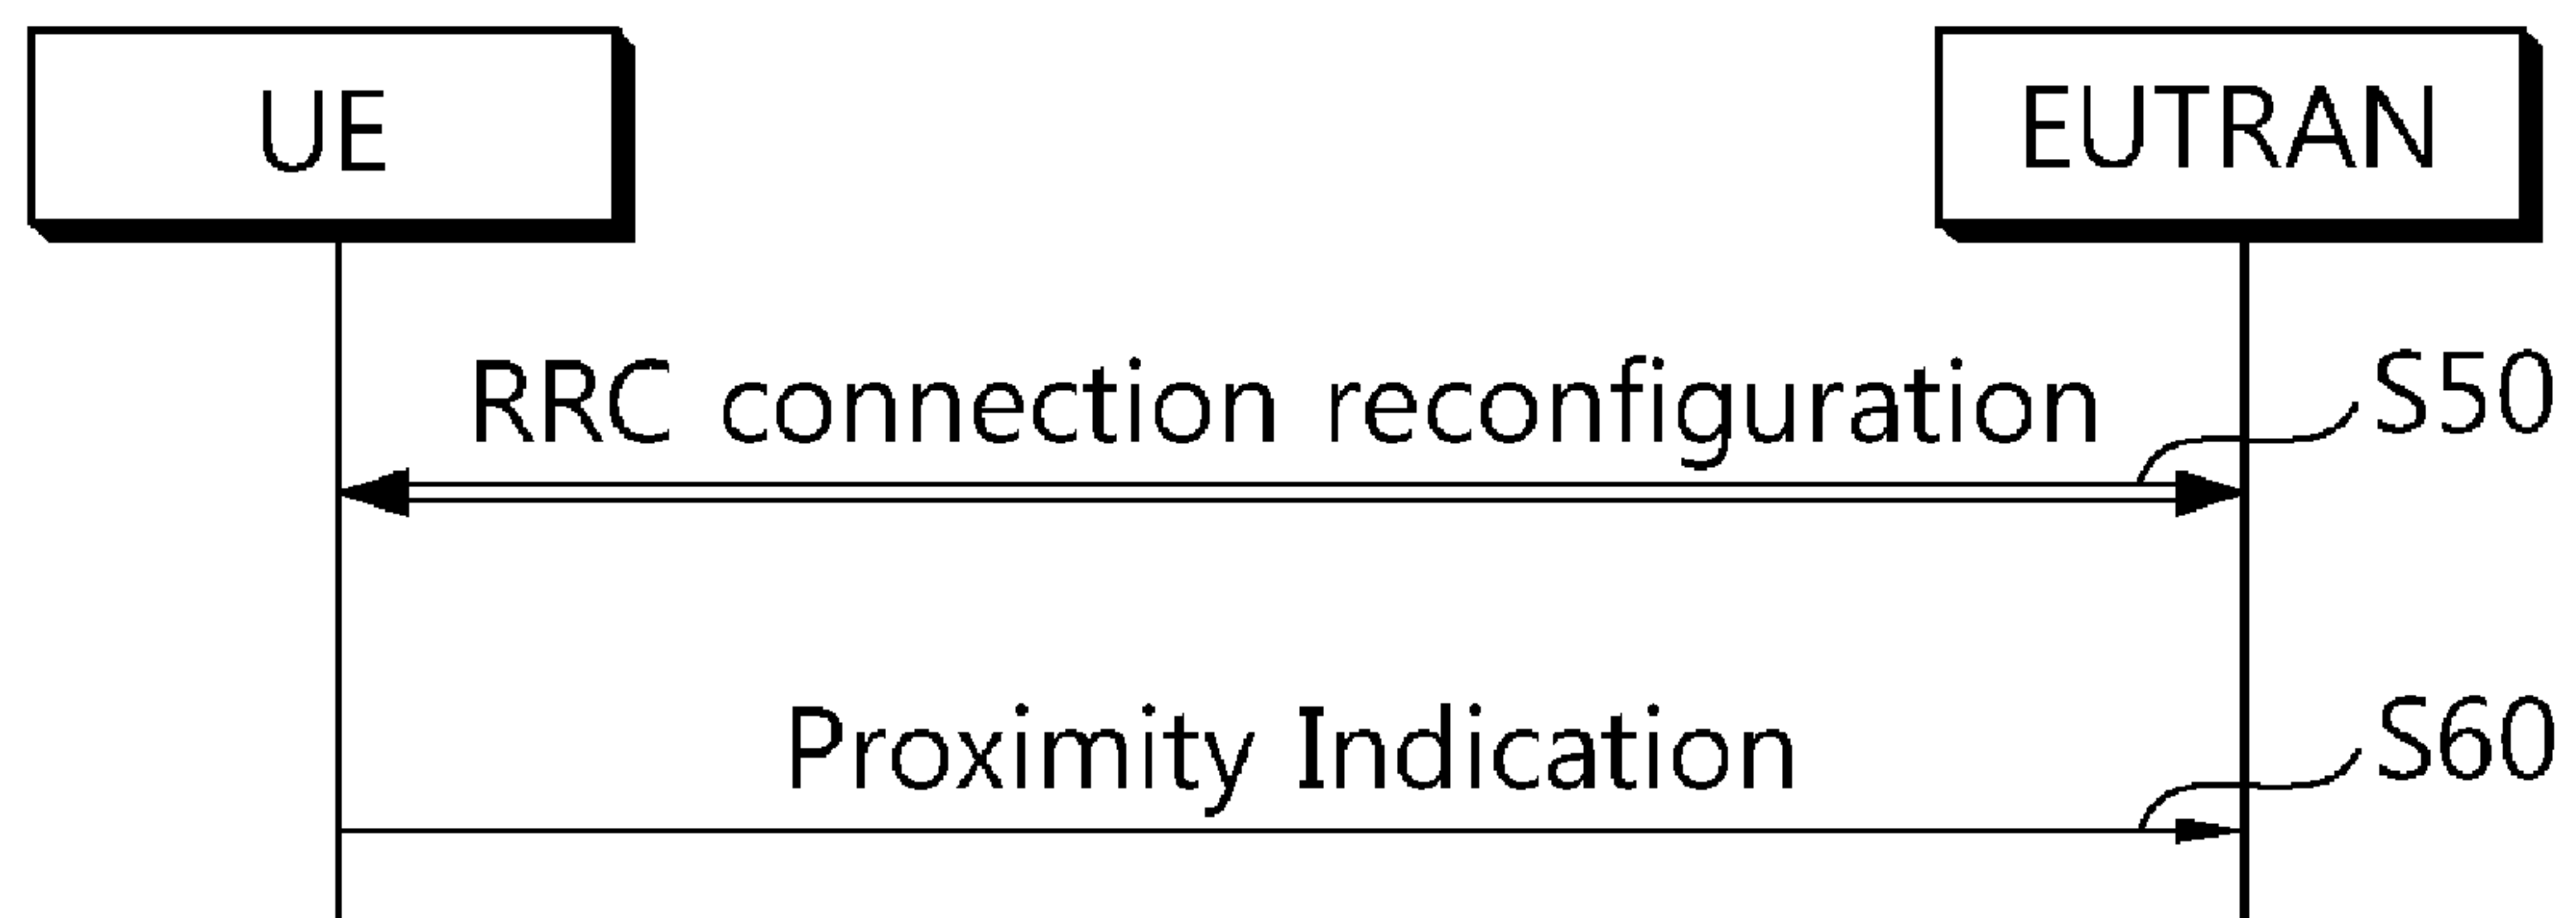 UE
EUTRAN
RRC connection reconfiguration
S50
Proximity Indication
S60